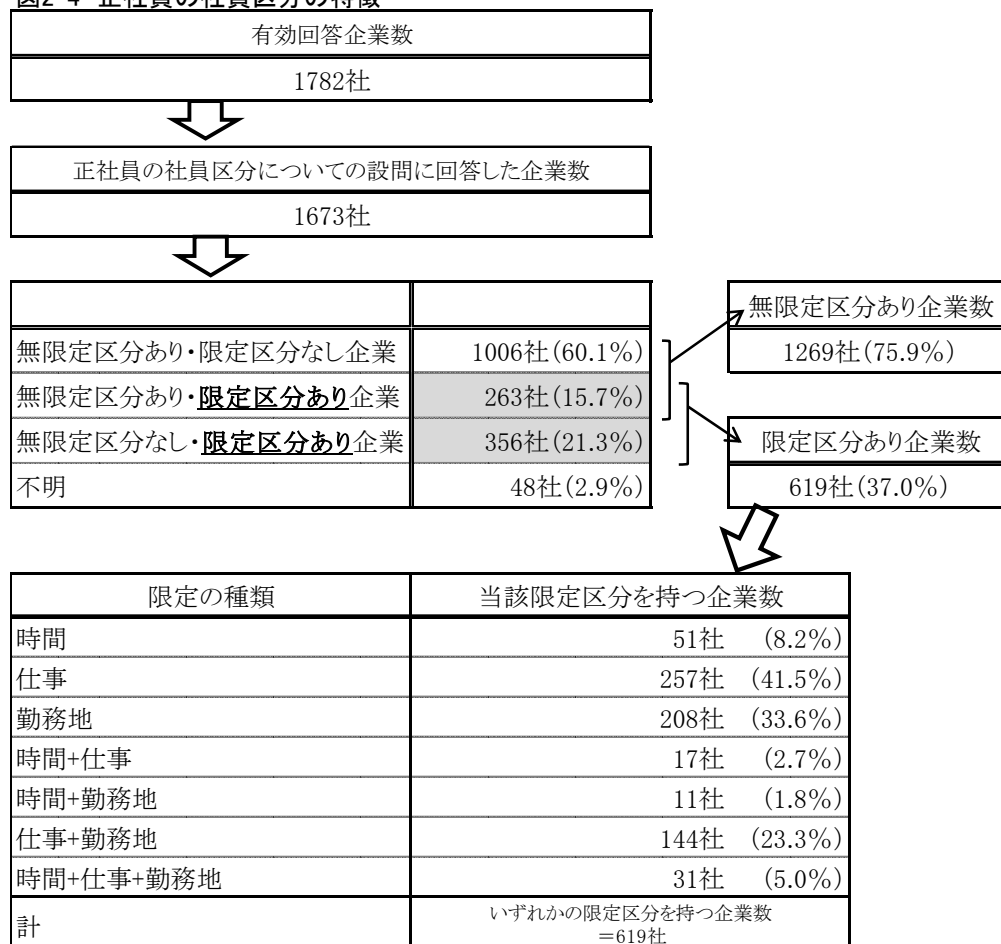 図2-4 正社員の社員区分の特徴
有効回答企業数
1782社
正社員の社員区分についての設問に回答した企業数
1673社
無限定区分あり企業数
無限定区分あり・限定区分なし企業 1006社(60.1%) 1269社(75.9%)
無限定区分あり・限定区分あり企業 263社(15.7%)
無限定区分なし・限定区分あり企業 356社(21.3%) 限定区分あり企業数
不明 48社(2.9%) 619社(37.0%)
限定の種類 当該限定区分を持つ企業数
時間 51社 (8.2%)
仕事 257社 (41.5%)
勤務地 208社 (33.6%)
時間+仕事 17社 (2.7%)
時間+勤務地 11社 (1.8%)
仕事+勤務地 144社 (23.3%)
時間+仕事+勤務地 31社 (5.0%)
計 いずれかの限定区分を持つ企業数
=619社